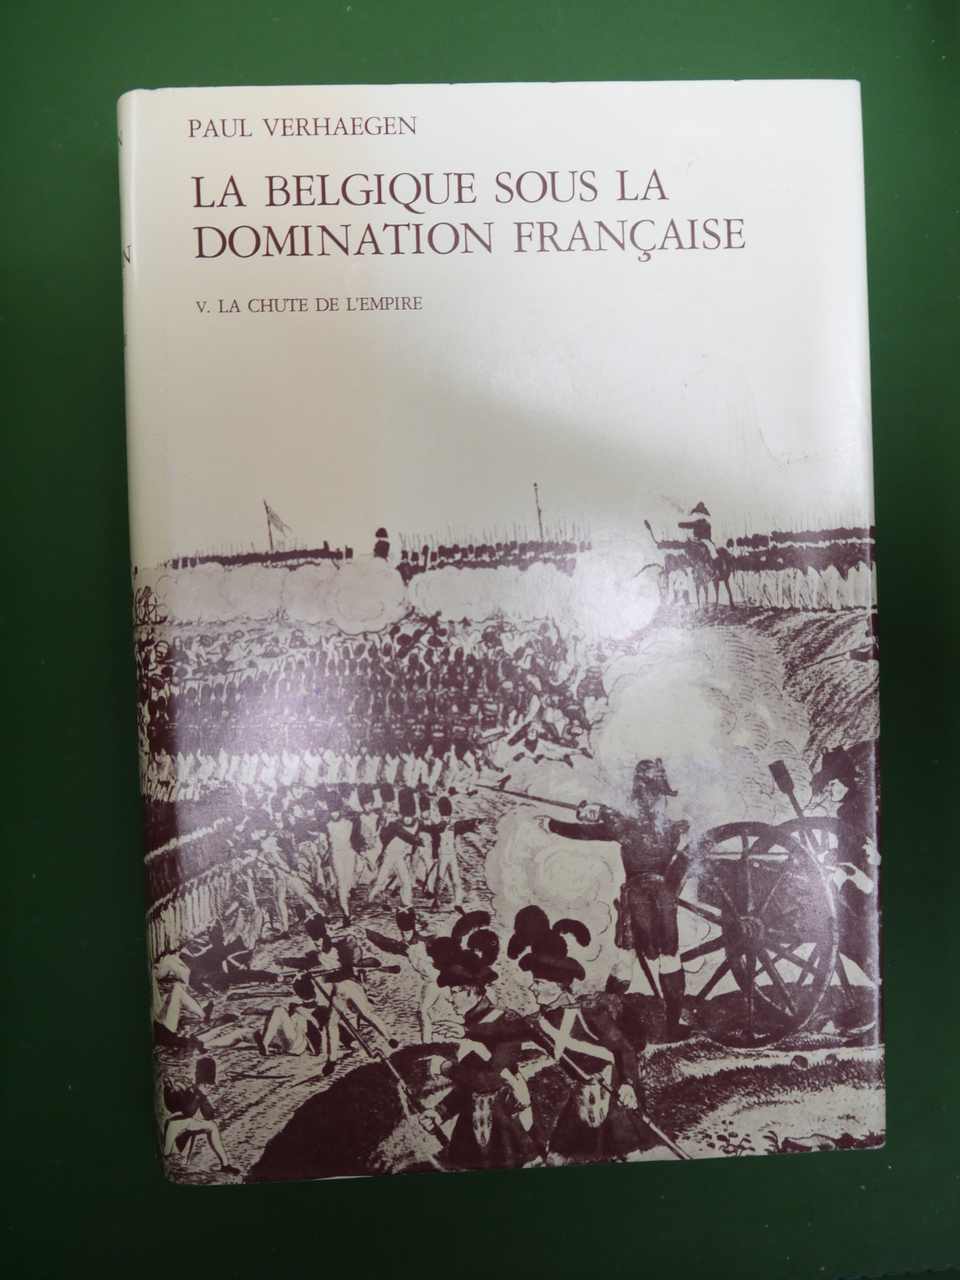 PAUL VERHAEGEN
LA BELGIQUE SOUS LA
DOMINATION FRANÇAISE
V. LA CHUTE DE L'EMPIRE